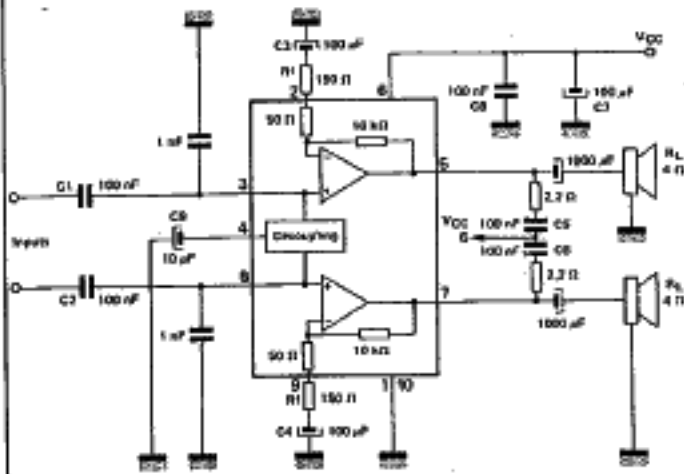 C3 100 µF
R1 150 Ω
2
50 Ω
10 kΩ
6
100 nF
C8
100 µF
C7
VCC
1 nF
C1 100 nF
3
5
1000 µF
RL
4 Ω
2,2 Ω
100 nF C5
Inputs
C9
10 µF
4
Decoupling
VCC
6
100 nF C6
2,2 Ω
C2 100 nF
8
7
1000 µF
RL
4 Ω
1 nF
10 kΩ
50 Ω
9
R1 150 Ω
1 10
C4 100 µF